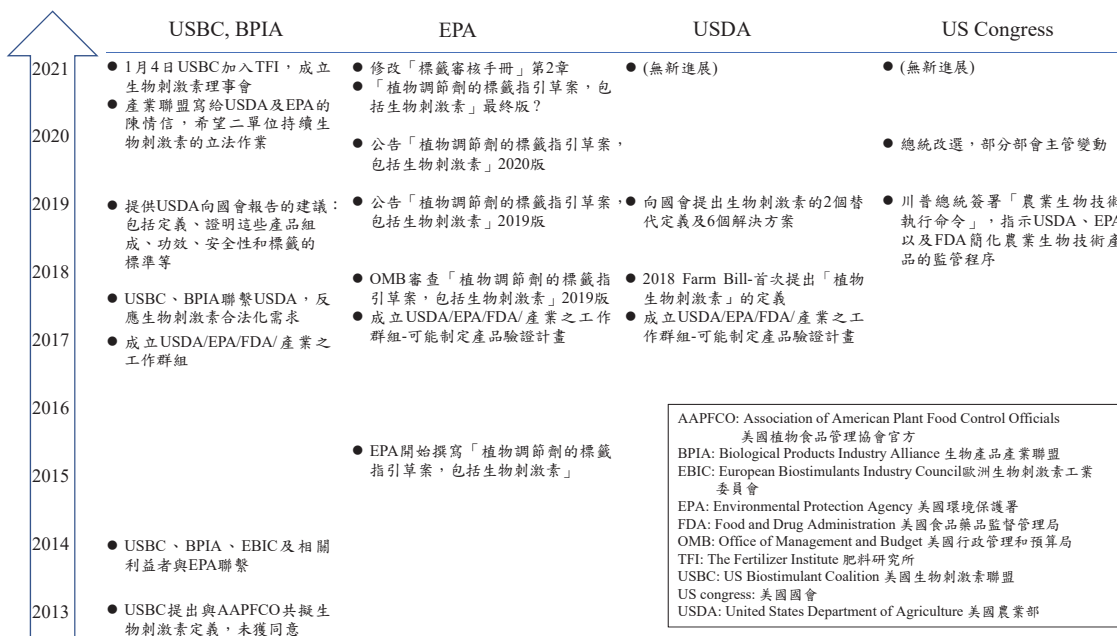 USBC, BPIA
EPA
USDA
US Congress
2021
● 1月4日USBC加入TFI，成立
生物刺激素理事會
● 產業聯盟寫給USDA及EPA的
陳情信，希望二單位持續生
物刺激素的立法作業
● 修改「標籤審核手冊」第2章
● 「植物調節劑的標籤指引草案，包
括生物刺激素」最終版？
● (無新進展)
● (無新進展)
2020
● 公告「植物調節劑的標籤指引草案，
包括生物刺激素」2020版
● 總統改選，部分部會主管變動
2019
● 提供USDA向國會報告的建議：
包括定義、證明這些產品組
成、功效、安全性和標籤的
標準等
● 公告「植物調節劑的標籤指引草案，
包括生物刺激素」2019版
● 向國會提出生物刺激素的2個替
代定義及6個解決方案
● 川普總統簽署「農業生物技術
執行命令」，指示USDA、EPA
以及FDA簡化農業生物技術產
品的監管程序
2018
● USBC、BPIA聯繫USDA，反
應生物刺激素合法化需求
● OMB審查「植物調節劑的標籤指
引草案，包括生物刺激素」2019版
● 成立USDA/EPA/FDA/產業之工作
群組-可能制定產品驗證計畫
● 2018 Farm Bill-首次提出「植物
生物刺激素」的定義
● 成立USDA/EPA/FDA/產業之工
作群組-可能制定產品驗證計畫
2017
● 成立USDA/EPA/FDA/產業之
工作群組
2016
2015
● EPA開始撰寫「植物調節劑的標籤
指引草案，包括生物刺激素」
2014
● USBC、BPIA、EBIC及相關
利益者與EPA聯繫
2013
● USBC提出與AAPFCO共擬生
物刺激素定義，未獲同意
AAPFCO: Association of American Plant Food Control Officials
美國植物食品管理協會官方
BPIA: Biological Products Industry Alliance 生物產品產業聯盟
EBIC: European Biostimulants Industry Council歐洲生物刺激素工業
委員會
EPA: Environmental Protection Agency 美國環境保護署
FDA: Food and Drug Administration 美國食品藥品監督管理局
OMB: Office of Management and Budget 美國行政管理和預算局
TFI: The Fertilizer Institute 肥料研究所
USBC: US Biostimulant Coalition 美國生物刺激素聯盟
US congress: 美國國會
USDA: United States Department of Agriculture 美國農業部